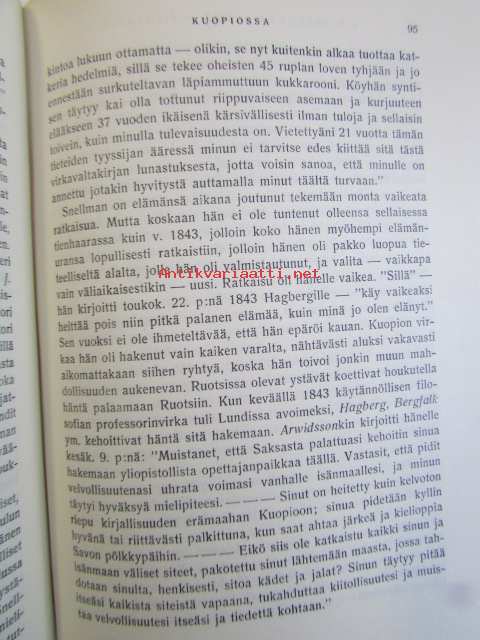 KUOPIOSSA
95
kintoa lukuun ottamatta — olikin, se nyt kuitenkin alkaa tuottaa kat-
keria hedelmiä, sillä se tekee oheisten 45 ruplan loven tyhjään ja jo
ennestään surkuteltavan läpiammuttuun kukkarooni. Köyhän synti-
sen täytyy kai olla tottunut riippuvaiseen asemaan ja kurjuuteen
elääkseen 37 vuoden ikäisenä kärsivällisesti ilman tuloja ja sellaisin
toivein, kuin minulla tulevaisuudesta on. Vietettyäni 21 vuotta tämän
tieteiden tyyssijan ääressä minun ei tarvitse edes kiittää sitä tästä
virkavaltakirjan lunastuksesta, jotta voisin sanoa, että minulle on
annettu jotakin hyvitystä auttamalla minut täältä turvaan."
Snellman on elämänsä aikana joutunut tekemään monta vaikeata
ratkaisua. Mutta koskaan hän ei ole tuntenut olleensa sellaisessa
tienhaarassa kuin v. 1843, jolloin koko hänen myöhempi elämän-
uransa lopullisesti ratkaistiin, jolloin hänen oli pakko luopua tie-
teelliseltä alalta, jolle hän oli valmistautunut, ja valita — vaikkapa
vain väliaikaisestikin — uusi. Ratkaisu oli hänelle vaikea. "Sillä" —
Antikvariaatti.net
hän kirjoitti toukok. 22. p:nä 1843 Hagbergille — "käy vaikeaksi
heittää pois niin pitkä palanen elämää, kuin minä jo olen elänyt."
Sen vuoksi ei ole ihmeteltävää, että hän epäröi kauan. Kuopion vir-
kaa hän oli hakenut vain kaiken varalta, nähtävästi aluksi vakavasti
aikomattakaan siihen ryhtyä, koska hän toivoi jonkin muun mah-
dollisuuden aukenevan. Ruotsissa olevat ystävät koettivat houkutella
häntä palaamaan Ruotsiin. Kun keväällä 1843 käytännöllisen filo-
sofian professorinvirka tuli Lundissa avoimeksi, Hagberg, Bergfalk
ym. kehoittivat häntä sitä hakemaan. Arwidssonkin kirjoitti hänelle
kesäk. 9. p:nä: "Muistanet, että Saksasta palattuasi kehoitin sinua
hakemaan yliopistollista opettajanpaikkaa täällä. Vastasit, että pidit
velvollisuutenasi uhrata voimasi vanhalle isänmaallesi, ja minun
täytyi hyväksyä mielipiteesi. — — — Sinut on heitetty kuin kelvoton
riepu kirjallisuuden erämaahan Kuopioon; sinua pidetään kyllin
hyvänä tai riittävästi palkittuna, kun saat ahtaa järkeä ja kielioppia
Savon pölkkypäihin. — — — Eikö siis ole katkaistu kaikki sinun ja
isänmaan väliset siteet, pakotettu sinut lähtemään maasta, jossa tah-
dotaan sinulta, henkisesti, sitoa kädet ja jalat? Sinun täytyy pitää
itseäsi kaikista siteistä vapaana, tukahduttaa kiitollisuutesi ja muis-
taa velvollisuutesi itseäsi ja tiedettä kohtaan."